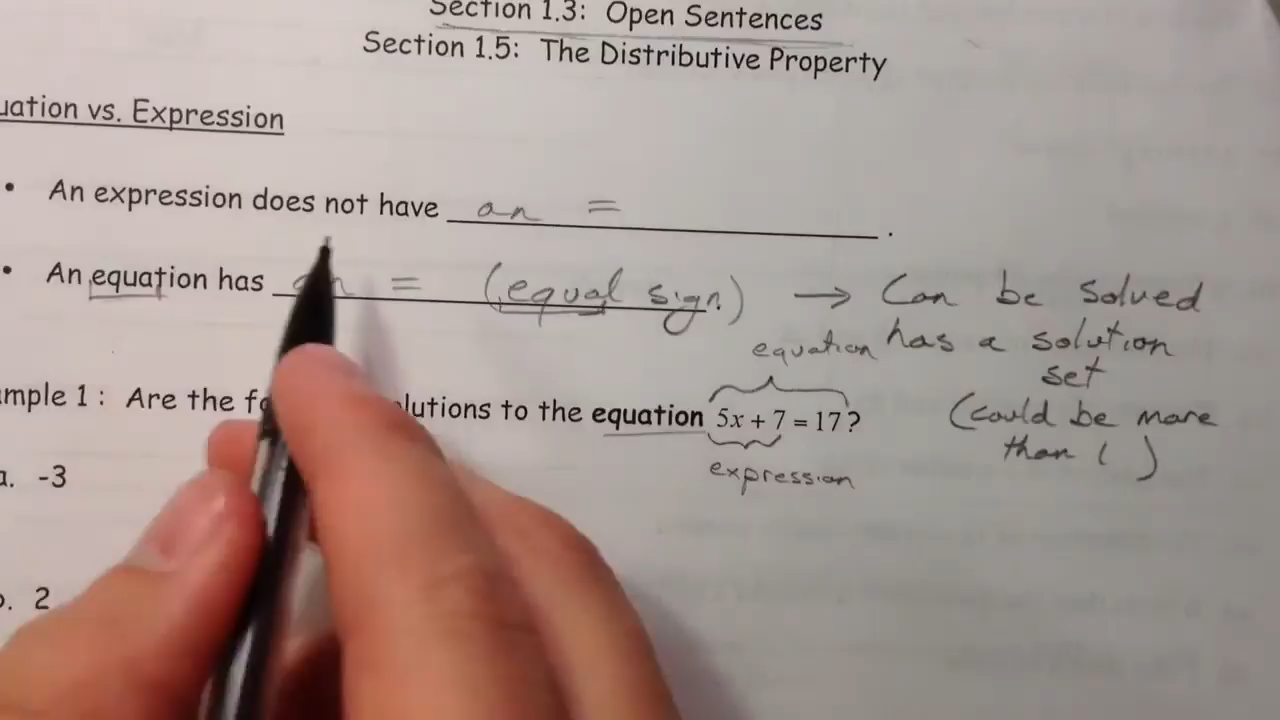 Section 1.3: Open Sentences
Section 1.5: The Distributive Property
uation vs. Expression
• An expression does not have an = .
• An equation has an = (equal sign) → Can be solved
equation has a solution
set
mple 1 : Are the fo lutions to the equation 5x + 7 = 17? (could be more
than 1 )
a. -3
expression
b. 2